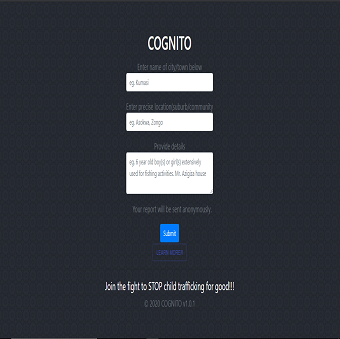 COGNITO
Enter name of city/town below
eg. Kumasi
Enter precise location(suburb/community
eg. Asokwa, Zongo
Provide details
eg. 6 year old boy(s) or girl(s) extensively
used for fishing activities. Mr. Azigiza house
Your report will be sent anonymously.
Submit
Join the fight to STOP child trafficking for good!!!
© 2020 COGNITO v1.0.1